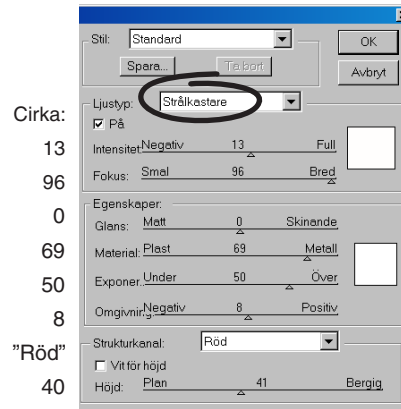 Stil: Standard OK
Spara... Ta bort Avbryt
Cirka: Ljustyp: Strålkastare
På
13 Intensitet: Negativ 13 Full
96 Fokus: Smal 96 Bred
Egenskaper:
0 Glans: Matt 0 Skinande
69 Material: Plast 69 Metall
50 Exponer.: Under 50 Över
8 Omgivning: Negativ 8 Positiv
”Röd” Strukturkanal: Röd
Vit för höjd
40 Höjd: Plan 41 Bergig